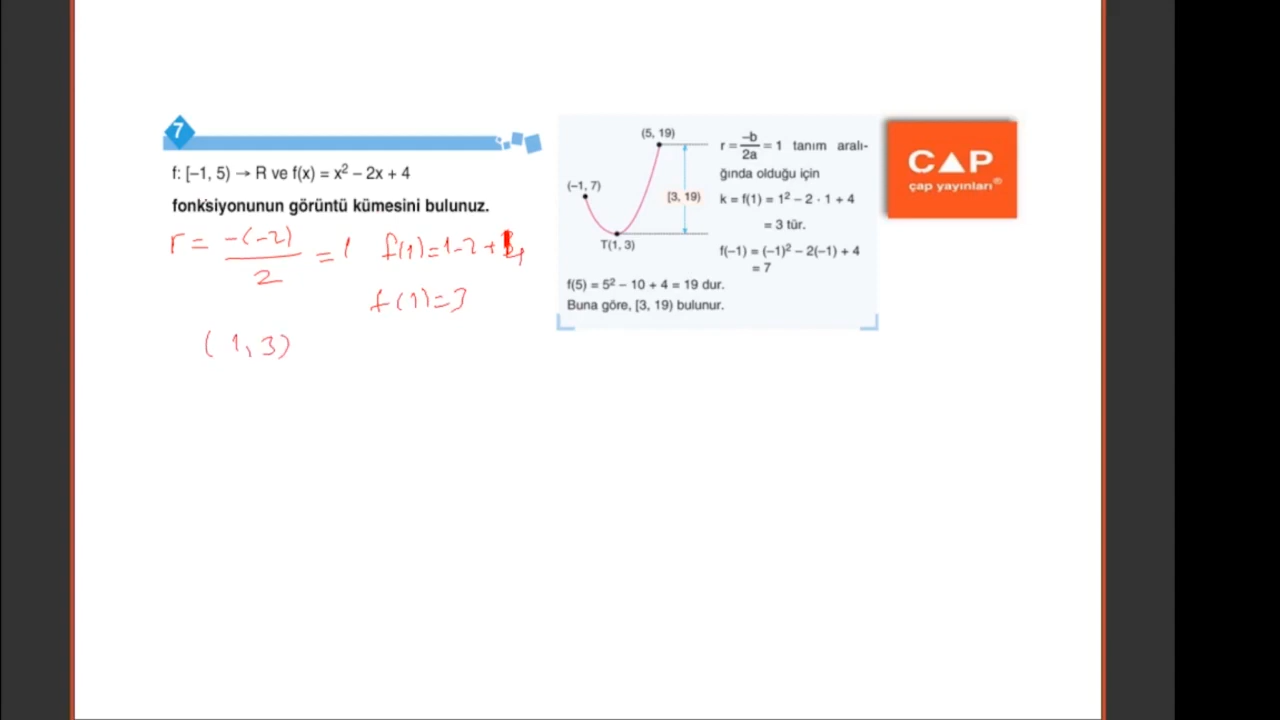 7
f: [–1, 5) → R ve f(x) = x² – 2x + 4
fonksiyonunun görüntü kümesini bulunuz.
r = -(-2)/2 = 1 f(1)=1-2+4
f(1)=3
(1,3)
(5, 19)
(–1, 7)
[3, 19)
T(1, 3)
r = –b/2a = 1 tanım aralı-
ğında olduğu için
k = f(1) = 1² – 2 · 1 + 4
= 3 tür.
f(–1) = (–1)² – 2(–1) + 4
= 7
f(5) = 5² – 10 + 4 = 19 dur.
Buna göre, [3, 19) bulunur.
CAP
çap yayınları®